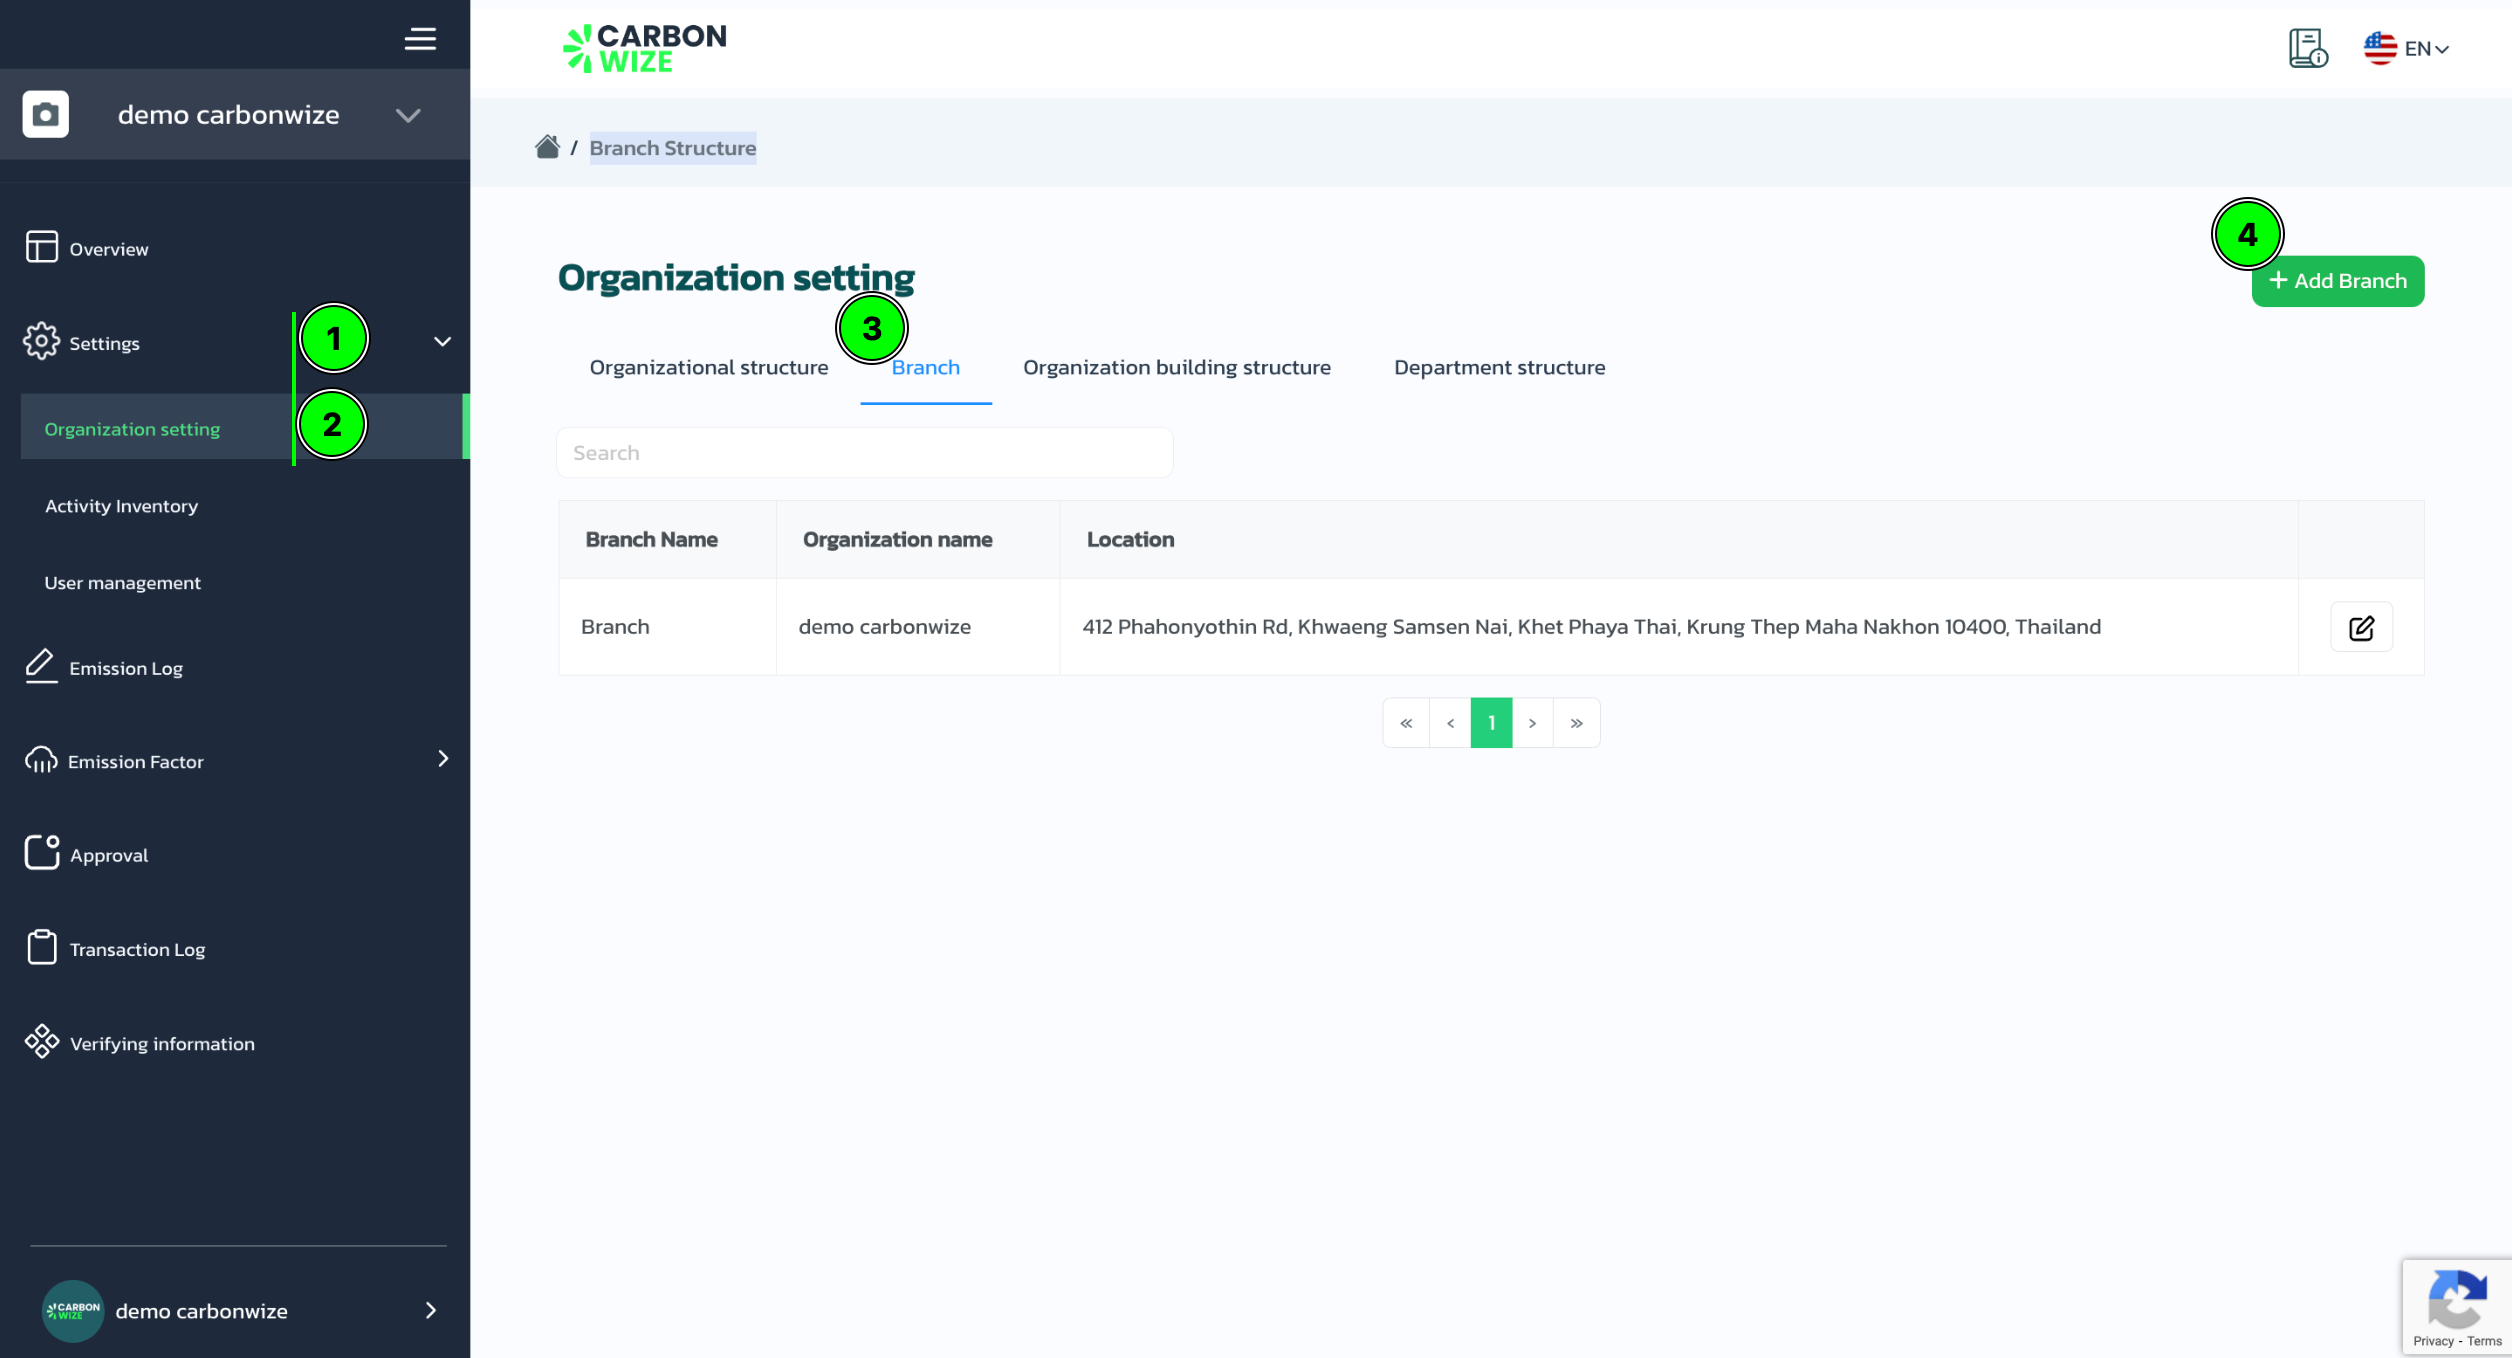 demo carbonwize
Overview
Settings
1
Organization setting
2
Activity Inventory
User management
Emission Log
Emission Factor
Approval
Transaction Log
Verifying information
CARBON
WIZE
demo carbonwize
CARBON
WIZE
EN
/ Branch Structure
Organization setting
4
+ Add Branch
3
Organizational structure
Branch
Organization building structure
Department structure
Search
Branch Name
Organization name
Location
Branch
demo carbonwize
412 Phahonyothin Rd, Khwaeng Samsen Nai, Khet Phaya Thai, Krung Thep Maha Nakhon 10400, Thailand
« ‹ 1 › »
Privacy - Terms